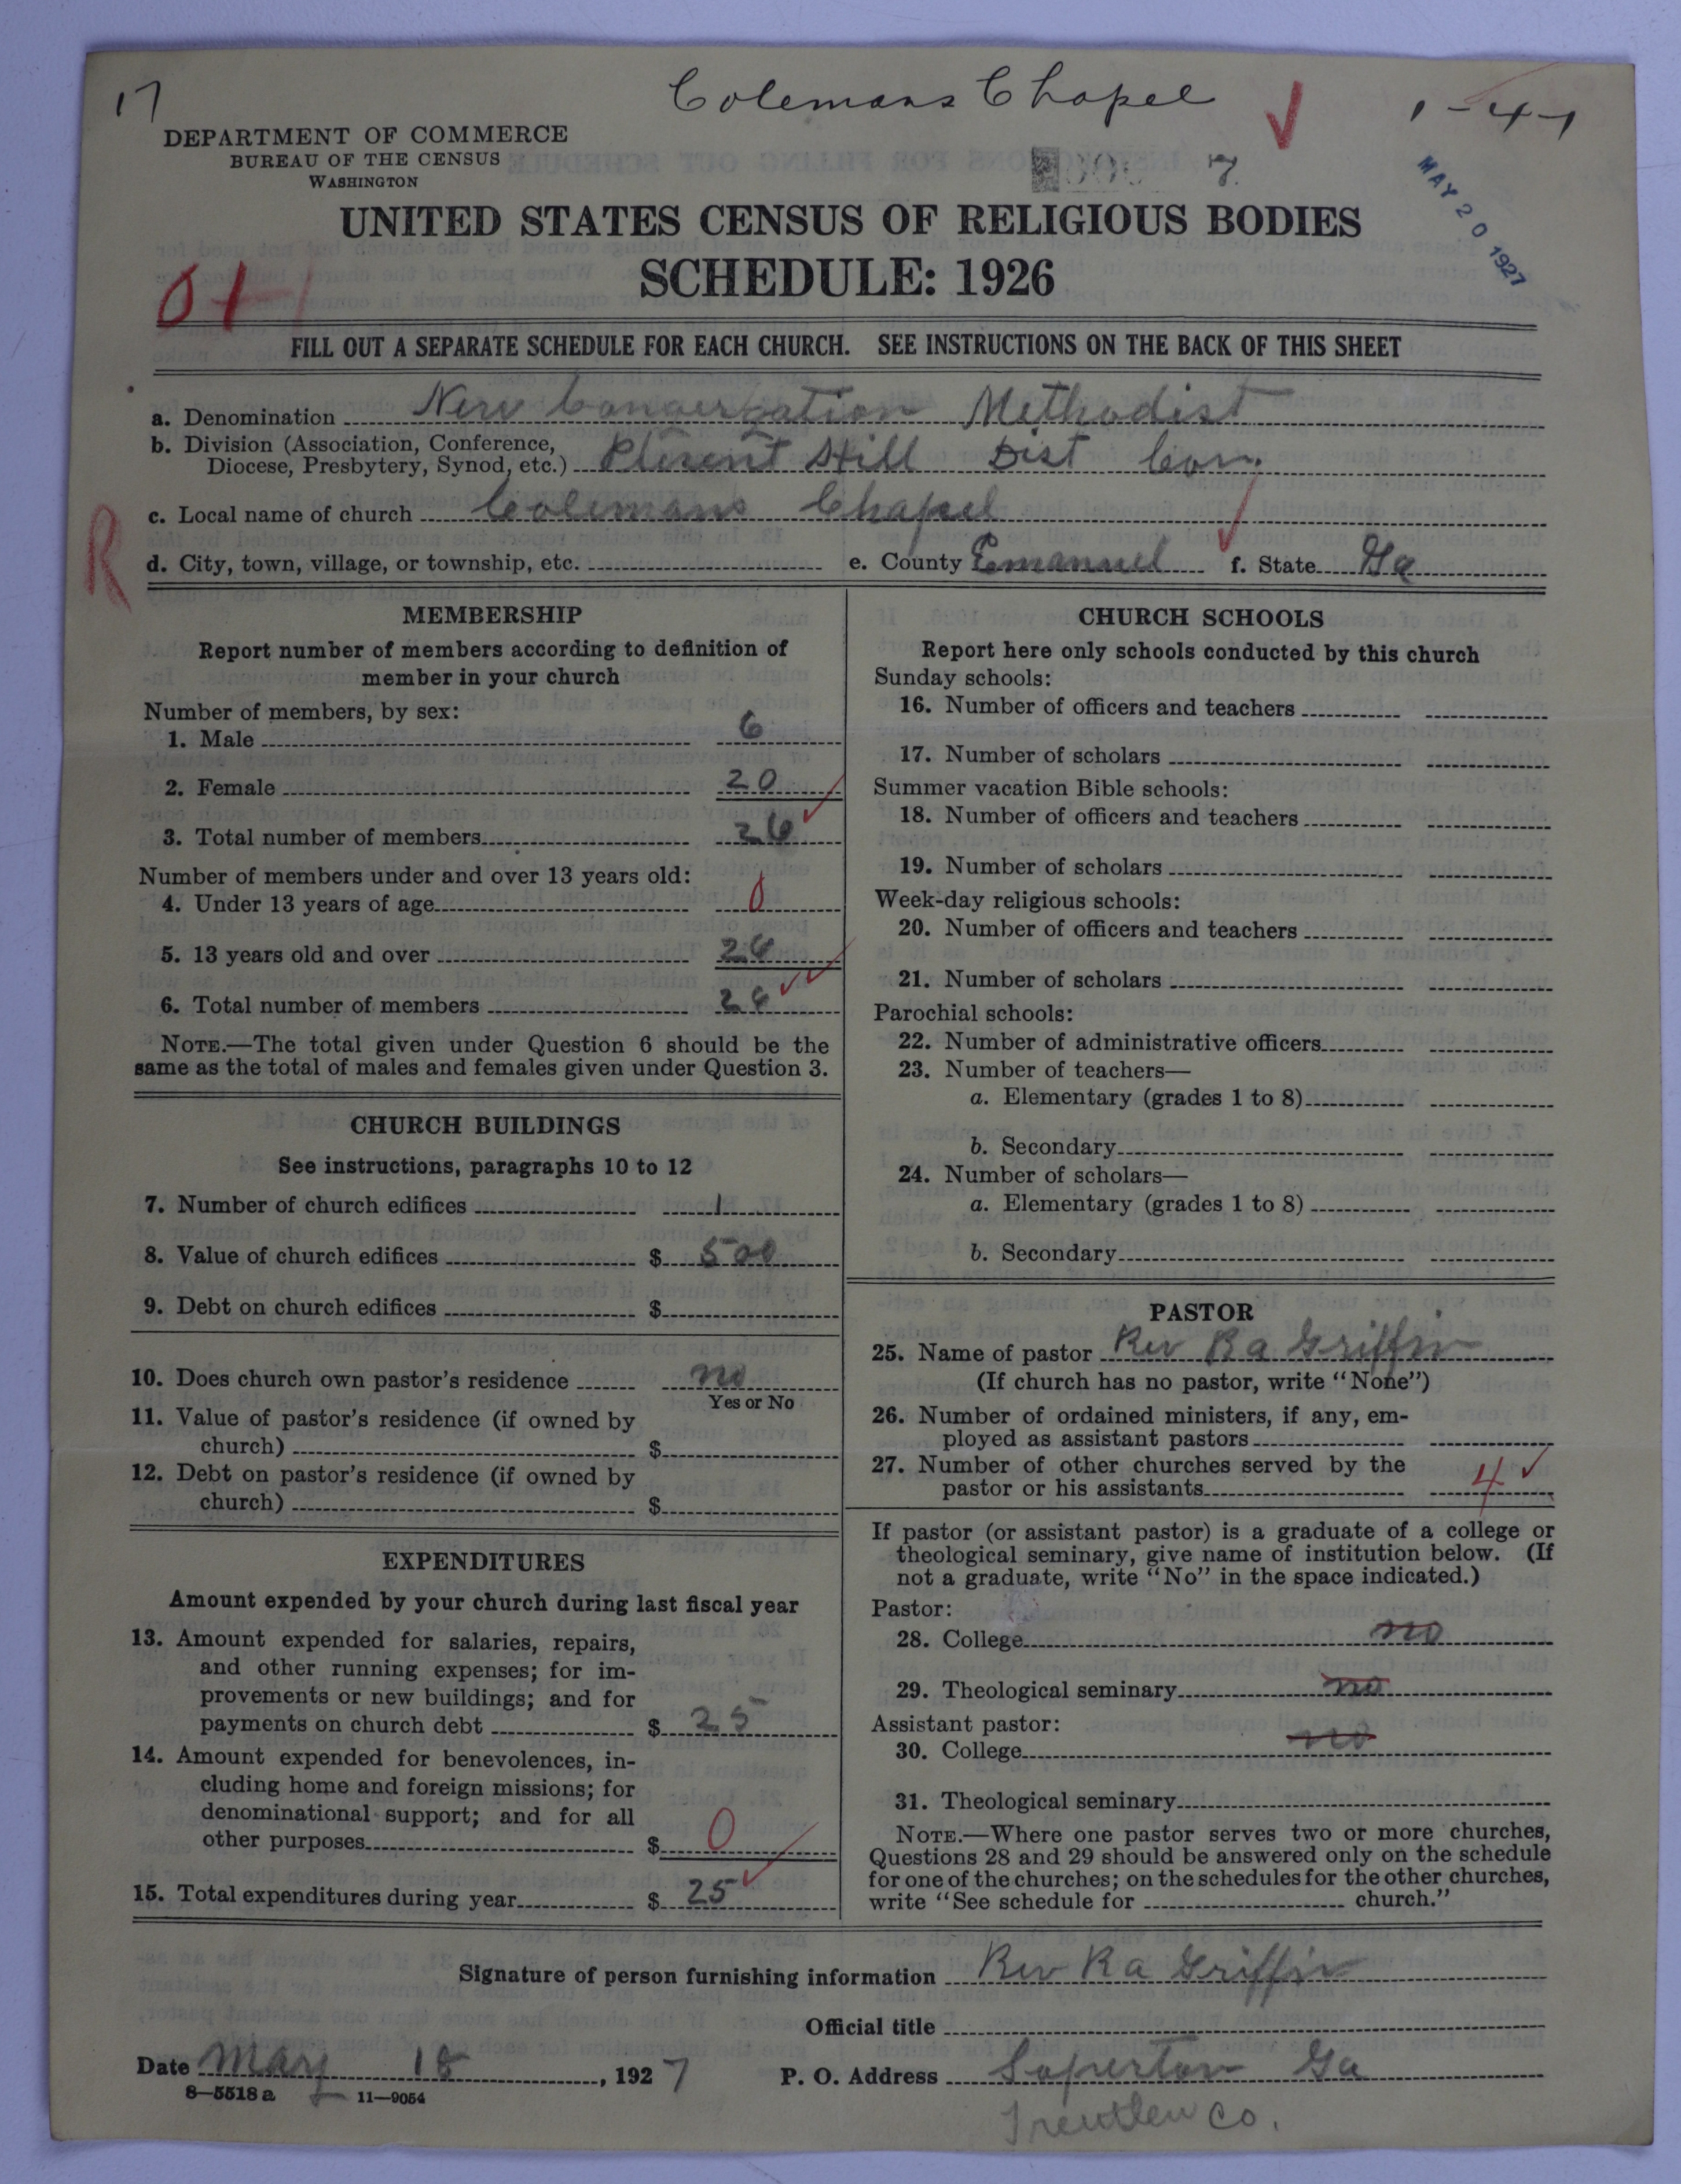 17
Colemans Chapel
1-4-1
DEPARTMENT OF COMMERCE
BUREAU OF THE CENSUS
WASHINGTON
7.
MAY 20 1927
UNITED STATES CENSUS OF RELIGIOUS BODIES
SCHEDULE: 1926
01
FILL OUT A SEPARATE SCHEDULE FOR EACH CHURCH. SEE INSTRUCTIONS ON THE BACK OF THIS SHEET
a. Denomination New Congergation Methodist
b. Division (Association, Conference,
Diocese, Presbytery, Synod, etc.) Plesent Hill Dist Con.
R
c. Local name of church Colemans Chapel
d. City, town, village, or township, etc. e. County Emanuel f. State Ga
MEMBERSHIP
Report number of members according to definition of
member in your church
Number of members, by sex:
1. Male 6
2. Female 20
3. Total number of members 26
Number of members under and over 13 years old:
4. Under 13 years of age 0
5. 13 years old and over 26
6. Total number of members 26
NOTE.—The total given under Question 6 should be the
same as the total of males and females given under Question 3.
CHURCH BUILDINGS
See instructions, paragraphs 10 to 12
7. Number of church edifices 1
8. Value of church edifices $ 500
9. Debt on church edifices $
10. Does church own pastor's residence no
Yes or No
11. Value of pastor's residence (if owned by
church) $
12. Debt on pastor's residence (if owned by
church) $
EXPENDITURES
Amount expended by your church during last fiscal year
13. Amount expended for salaries, repairs,
and other running expenses; for im-
provements or new buildings; and for
payments on church debt $ 25
14. Amount expended for benevolences, in-
cluding home and foreign missions; for
denominational support; and for all
other purposes $ 0
15. Total expenditures during year $ 25
CHURCH SCHOOLS
Report here only schools conducted by this church
Sunday schools:
16. Number of officers and teachers
17. Number of scholars
Summer vacation Bible schools:
18. Number of officers and teachers
19. Number of scholars
Week-day religious schools:
20. Number of officers and teachers
21. Number of scholars
Parochial schools:
22. Number of administrative officers
23. Number of teachers—
a. Elementary (grades 1 to 8)
b. Secondary
24. Number of scholars—
a. Elementary (grades 1 to 8)
b. Secondary
PASTOR
25. Name of pastor Rev R a Griffin
(If church has no pastor, write "None")
26. Number of ordained ministers, if any, em-
ployed as assistant pastors
27. Number of other churches served by the
pastor or his assistants 4
If pastor (or assistant pastor) is a graduate of a college or
theological seminary, give name of institution below. (If
not a graduate, write "No" in the space indicated.)
Pastor:
28. College no
29. Theological seminary no
Assistant pastor:
30. College no
31. Theological seminary
NOTE.—Where one pastor serves two or more churches,
Questions 28 and 29 should be answered only on the schedule
for one of the churches; on the schedules for the other churches,
write "See schedule for church."
Signature of person furnishing information Rev R a Griffin
Official title
Date May 18, 1927 P. O. Address Soperton Ga
8—5518 a 11—9054
Treutlen Co.